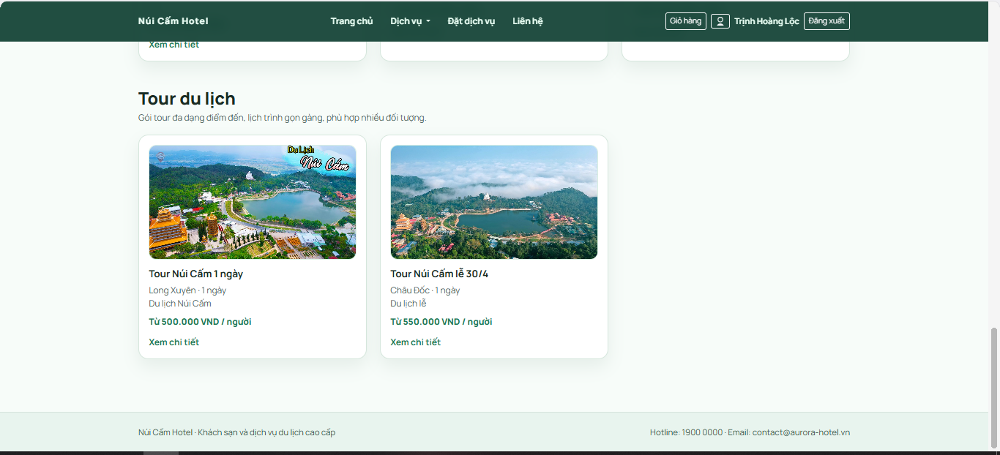 Núi Cấm Hotel
Trang chủ
Dịch vụ
Đặt dịch vụ
Liên hệ
Giỏ hàng
Trịnh Hoàng Lộc
Đăng xuất
Xem chi tiết
Tour du lịch
Gói tour đa dạng điểm đến, lịch trình gọn gàng, phù hợp nhiều đối tượng.
Du Lịch
Núi Cấm
Tour Núi Cấm 1 ngày
Long Xuyên · 1 ngày
Du lịch Núi Cấm
Từ 500.000 VND / người
Xem chi tiết
Tour Núi Cấm lễ 30/4
Châu Đốc · 1 ngày
Du lịch lễ
Từ 550.000 VND / người
Xem chi tiết
Núi Cấm Hotel · Khách sạn và dịch vụ du lịch cao cấp
Hotline: 1900 0000 · Email: contact@aurora-hotel.vn